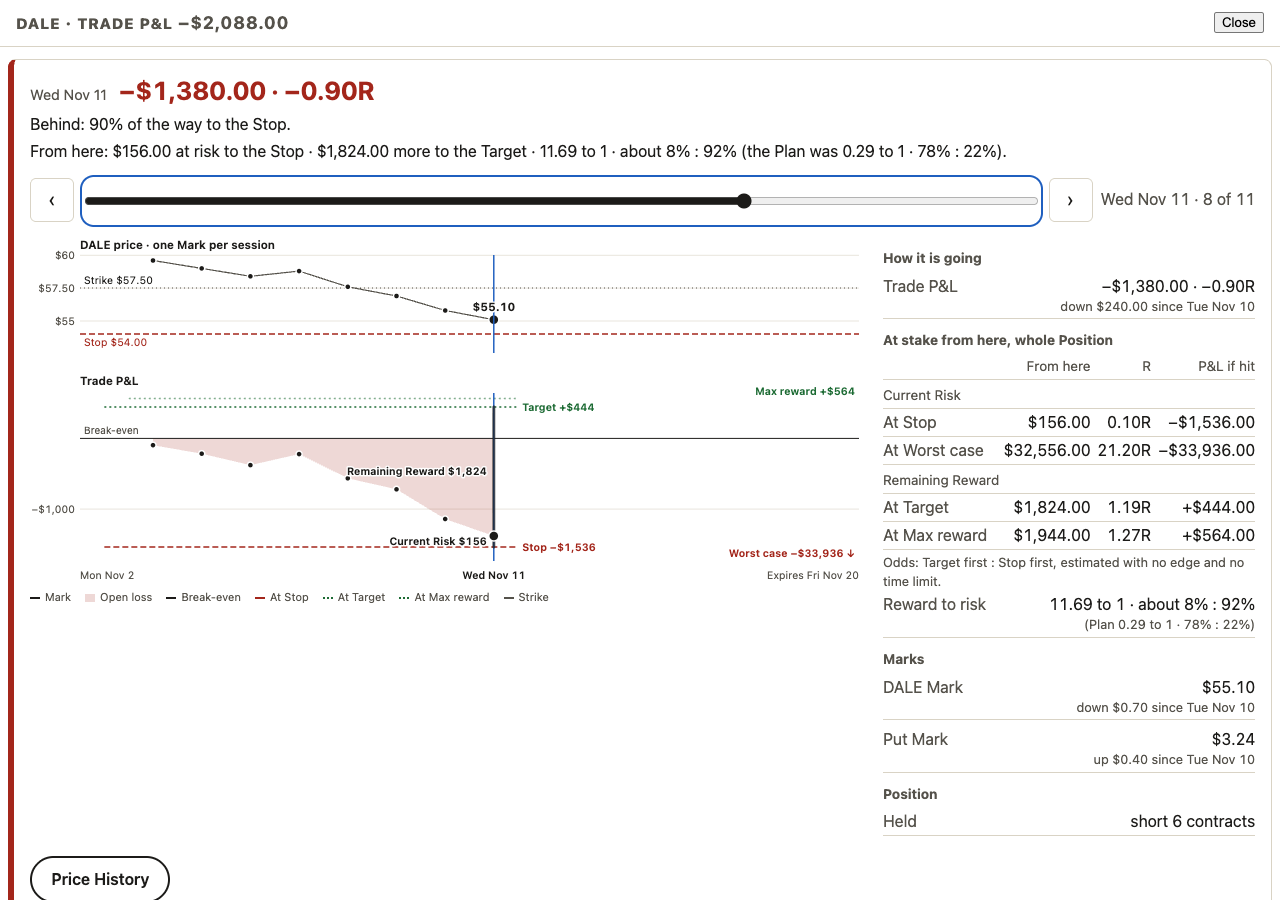 DALE · TRADE P&L −$2,088.00
Close
Wed Nov 11 −$1,380.00 · −0.90R
Behind: 90% of the way to the Stop.
From here: $156.00 at risk to the Stop · $1,824.00 more to the Target · 11.69 to 1 · about 8% : 92% (the Plan was 0.29 to 1 · 78% : 22%).
‹
› Wed Nov 11 · 8 of 11
DALE price · one Mark per session
$60
Strike $57.50
$57.50
$55.10
$55
Stop $54.00
Trade P&L
Max reward +$564
Target +$444
Break-even
Remaining Reward $1,824
−$1,000
Current Risk $156
Stop −$1,536
Worst case −$33,936 ↓
Mon Nov 2
Wed Nov 11
Expires Fri Nov 20
Mark
Open loss
Break-even
At Stop
At Target
At Max reward
Strike
How it is going
Trade P&L −$1,380.00 · −0.90R
down $240.00 since Tue Nov 10
At stake from here, whole Position
From here R P&L if hit
Current Risk
At Stop $156.00 0.10R −$1,536.00
At Worst case $32,556.00 21.20R −$33,936.00
Remaining Reward
At Target $1,824.00 1.19R +$444.00
At Max reward $1,944.00 1.27R +$564.00
Odds: Target first : Stop first, estimated with no edge and no
time limit.
Reward to risk 11.69 to 1 · about 8% : 92%
(Plan 0.29 to 1 · 78% : 22%)
Marks
DALE Mark $55.10
down $0.70 since Tue Nov 10
Put Mark $3.24
up $0.40 since Tue Nov 10
Position
Held short 6 contracts
Price History